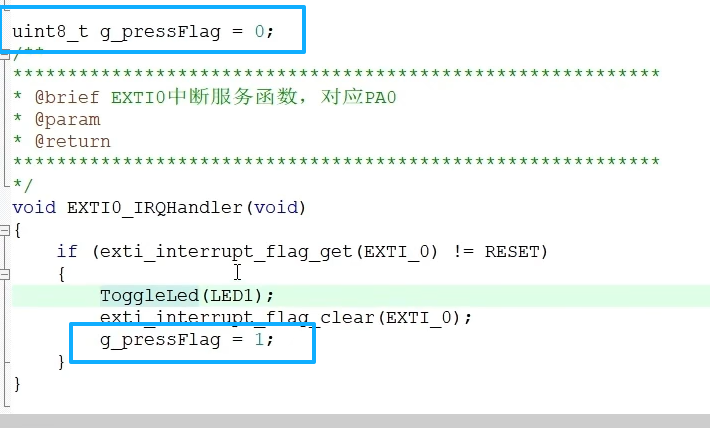 uint8_t g_pressFlag = 0;
/**
***********************************************************
* @brief EXTI0中断服务函数，对应PA0
* @param
* @return
***********************************************************
*/
void EXTI0_IRQHandler(void)
{
if (exti_interrupt_flag_get(EXTI_0) != RESET)
{
ToggleLed(LED1);
exti_interrupt_flag_clear(EXTI_0);
g_pressFlag = 1;
}
}